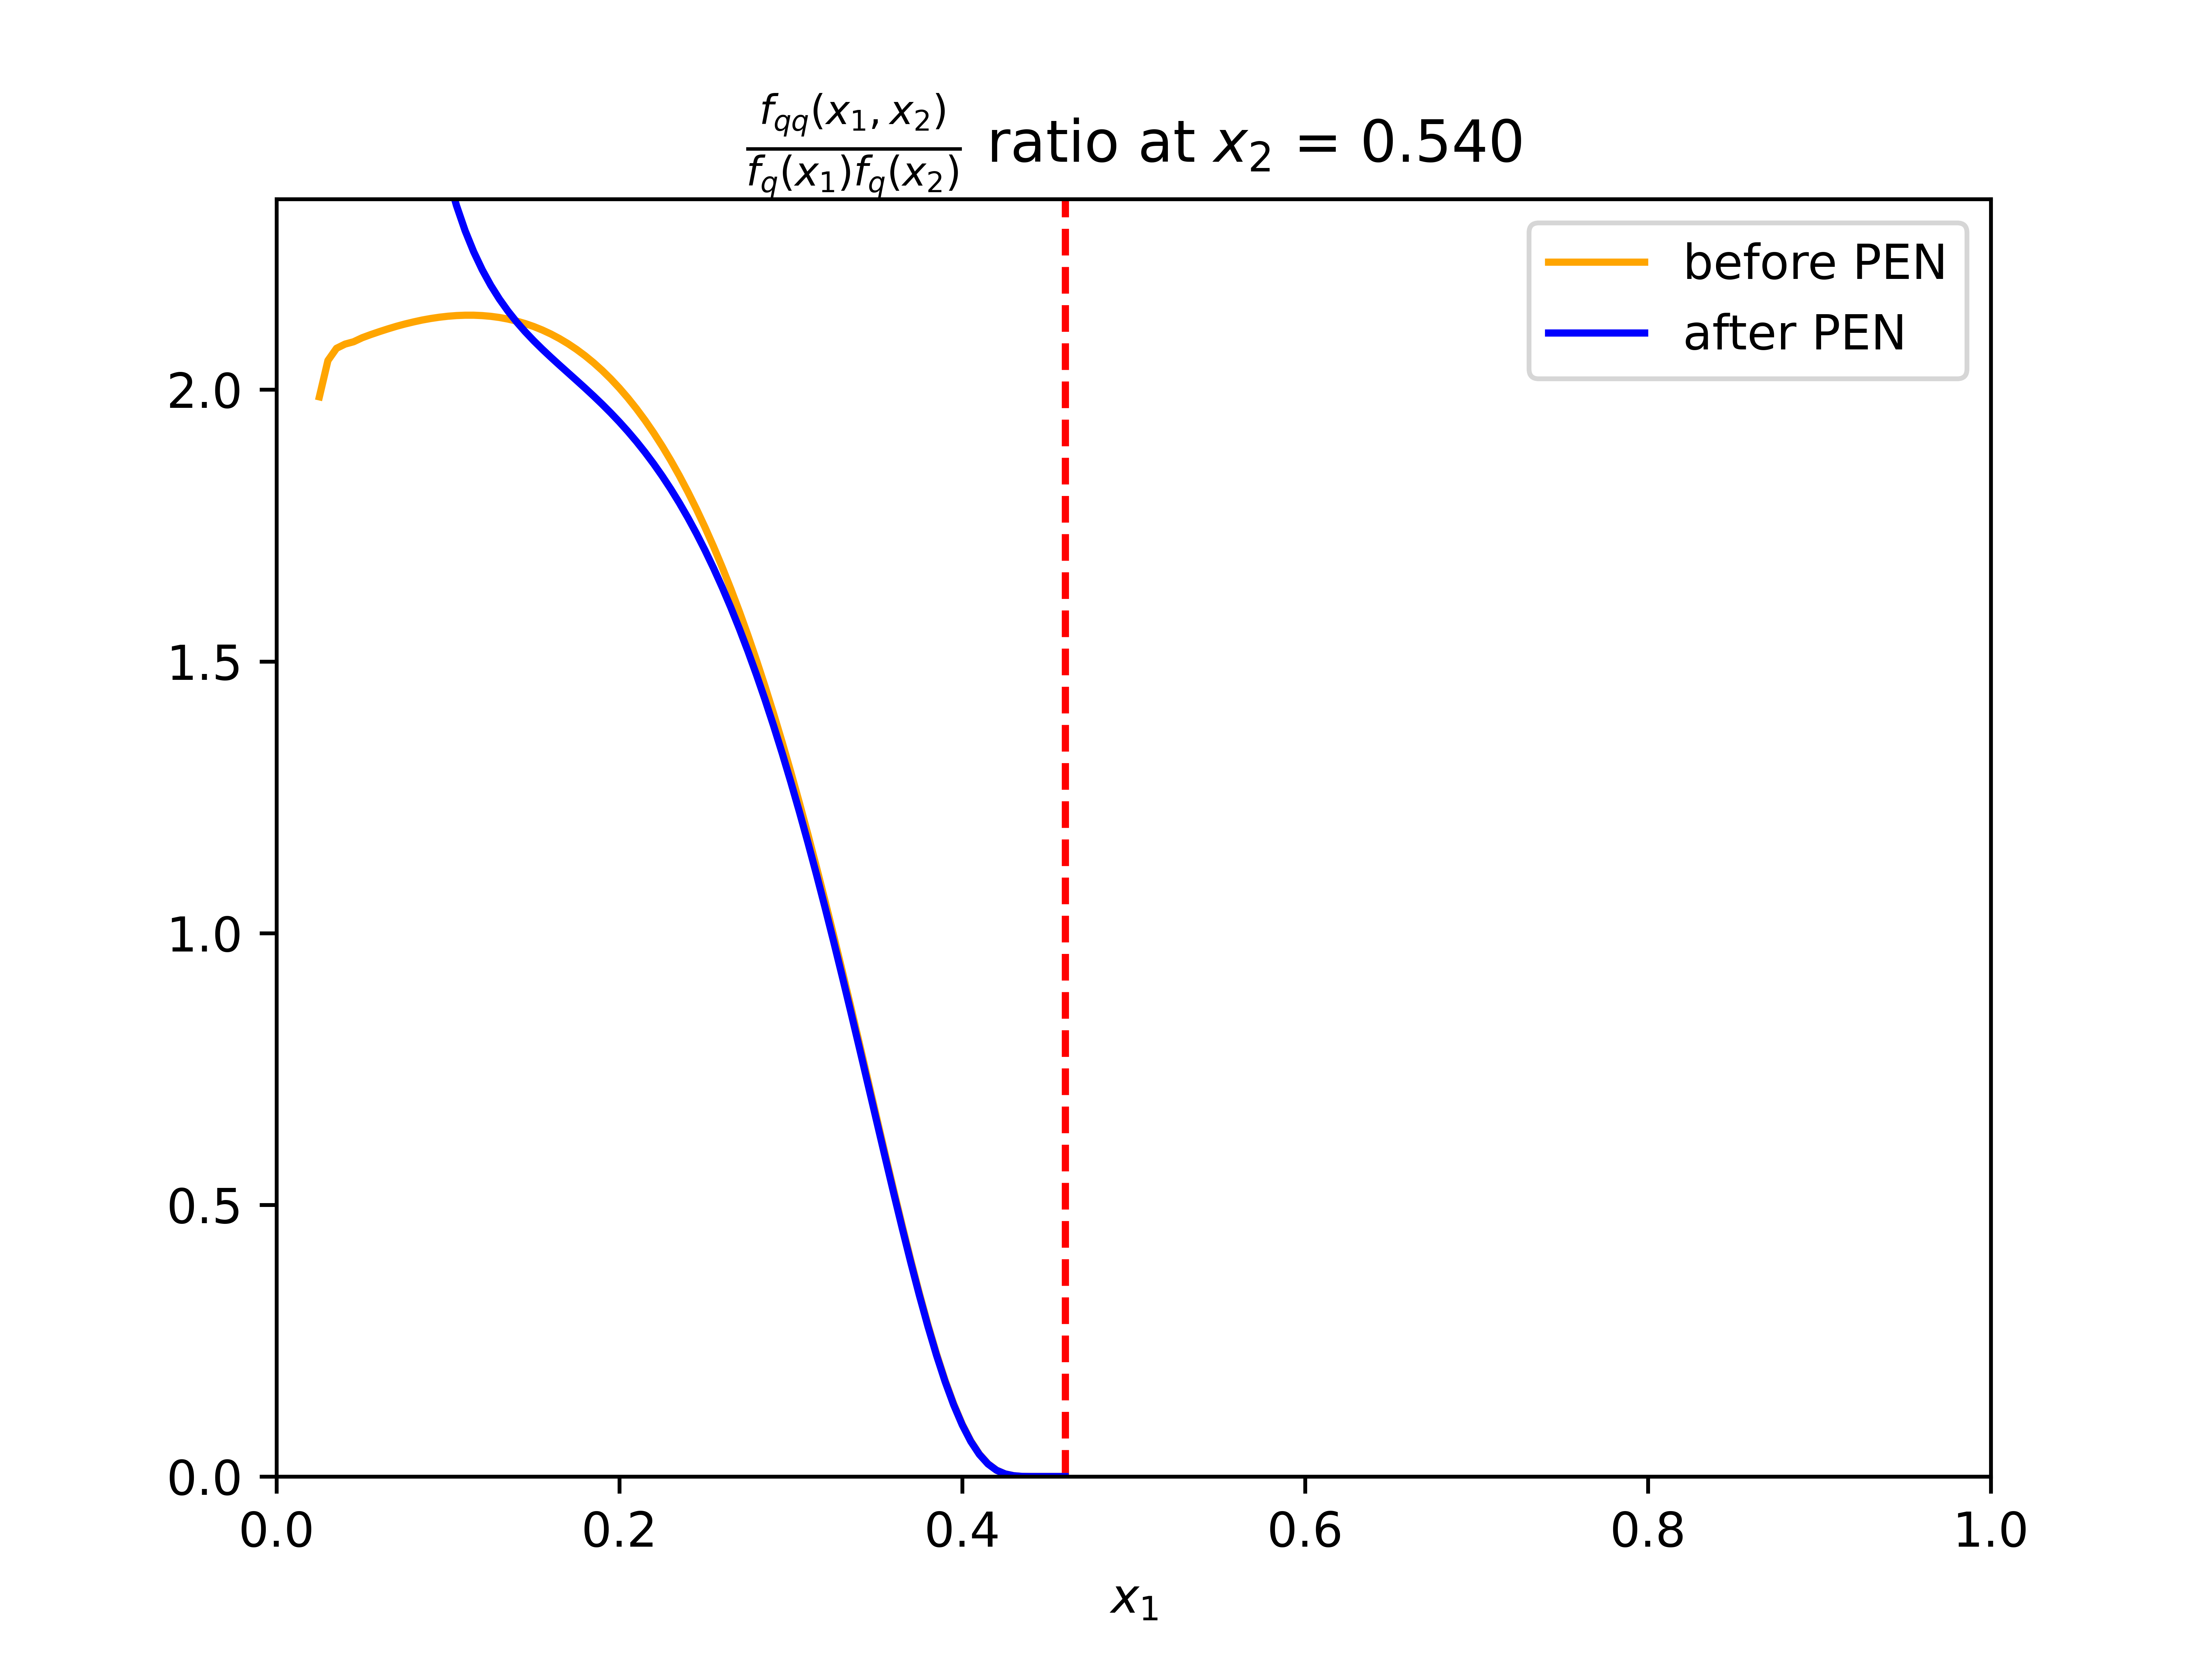 f_qq(x_1, x_2)
f_q(x_1)f_q(x_2)
ratio at x_2 = 0.540
before PEN
after PEN
2.0
1.5
1.0
0.5
0.0
0.0 0.2 0.4 0.6 0.8 1.0
x_1